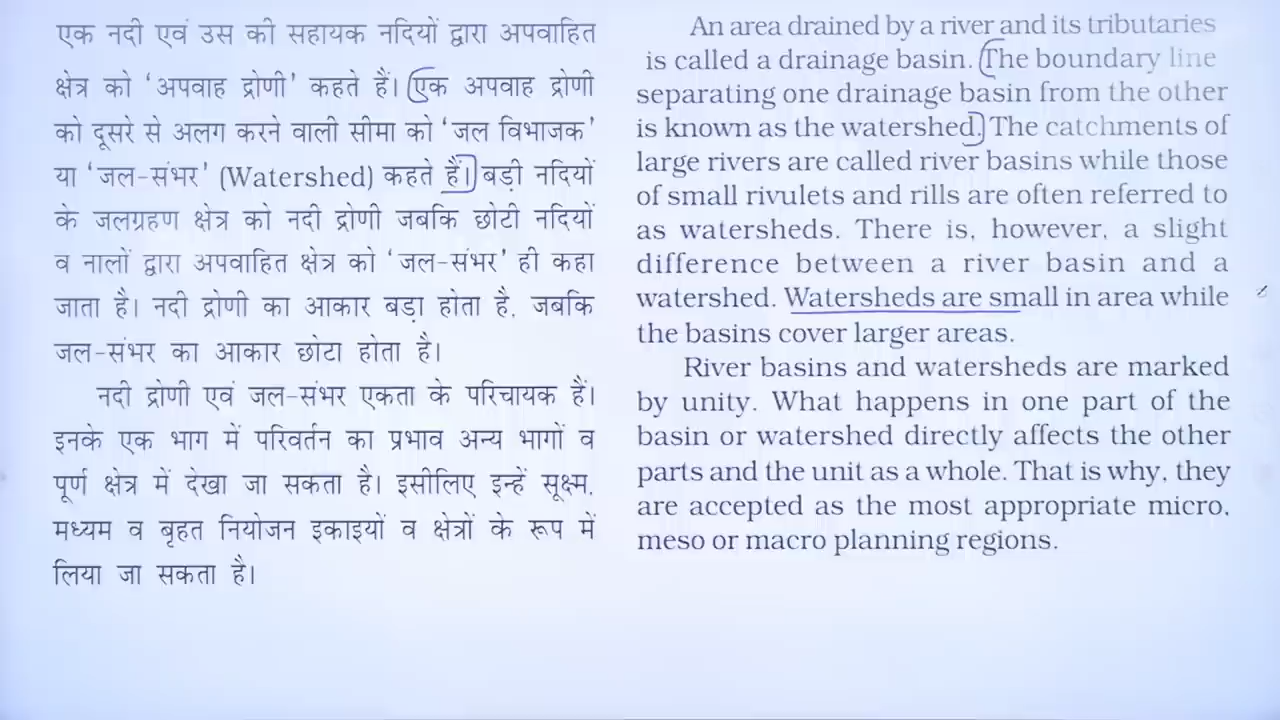 एक नदी एवं उस की सहायक नदियों द्वारा अपवाहित
क्षेत्र को ‘अपवाह द्रोणी’ कहते हैं। एक अपवाह द्रोणी
को दूसरे से अलग करने वाली सीमा को ‘जल विभाजक’
या ‘जल-संभर’ (Watershed) कहते हैं। बड़ी नदियों
के जलग्रहण क्षेत्र को नदी द्रोणी जबकि छोटी नदियों
व नालों द्वारा अपवाहित क्षेत्र को ‘जल-संभर’ ही कहा
जाता है। नदी द्रोणी का आकार बड़ा होता है, जबकि
जल-संभर का आकार छोटा होता है।
नदी द्रोणी एवं जल-संभर एकता के परिचायक हैं।
इनके एक भाग में परिवर्तन का प्रभाव अन्य भागों व
पूर्ण क्षेत्र में देखा जा सकता है। इसीलिए इन्हें सूक्ष्म,
मध्यम व बृहत नियोजन इकाइयों व क्षेत्रों के रूप में
लिया जा सकता है।
An area drained by a river and its tributaries
is called a drainage basin. The boundary line
separating one drainage basin from the other
is known as the watershed. The catchments of
large rivers are called river basins while those
of small rivulets and rills are often referred to
as watersheds. There is, however, a slight
difference between a river basin and a
watershed. Watersheds are small in area while
the basins cover larger areas.
River basins and watersheds are marked
by unity. What happens in one part of the
basin or watershed directly affects the other
parts and the unit as a whole. That is why, they
are accepted as the most appropriate micro,
meso or macro planning regions.